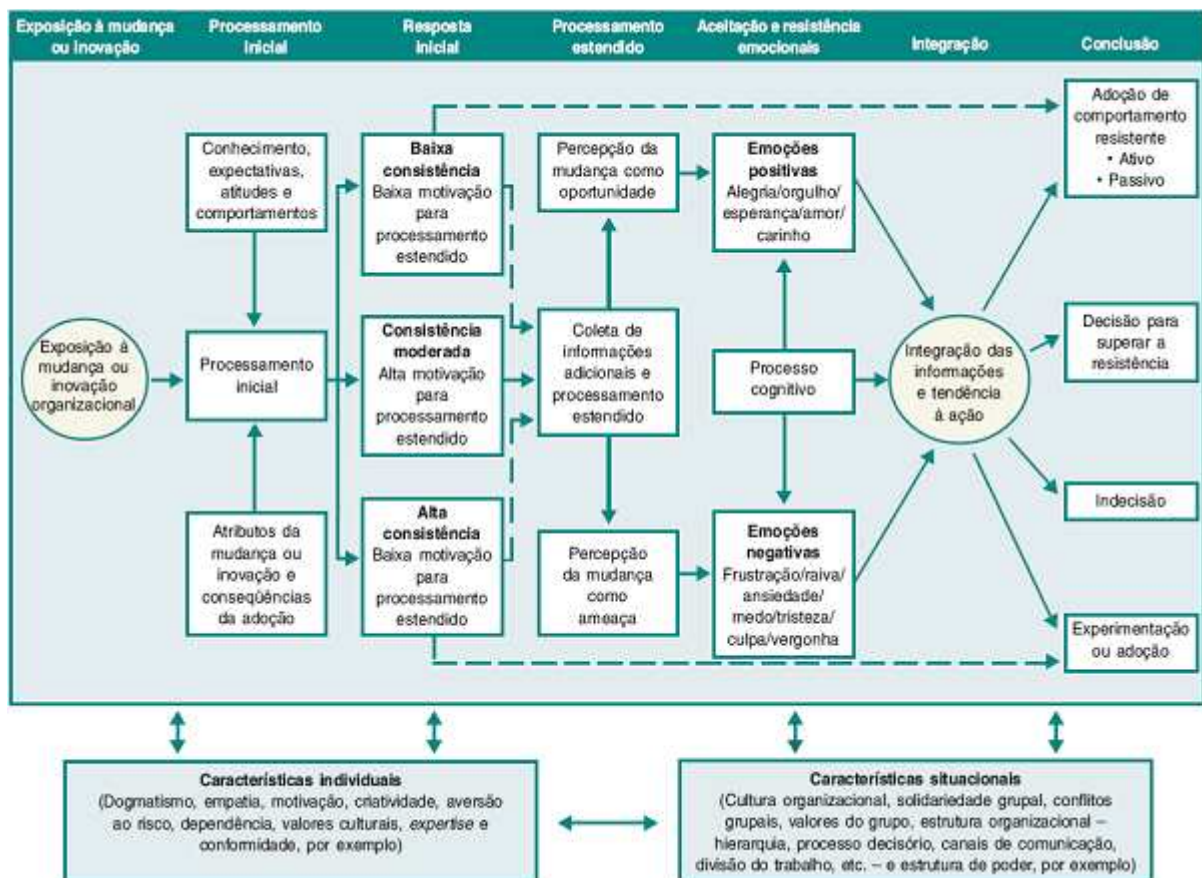 Exposição à mudança
ou inovação
Processamento
inicial
Resposta
inicial
Processamento
estendido
Aceitação e resistência
emocionais
Integração
Conclusão
Conhecimento,
expectativas,
atitudes e
comportamentos
Baixa
consistência
Baixa motivação
para
processamento
estendido
Percepção da
mudança como
oportunidade
Emoções
positivas
Alegria/orgulho/
esperança/amor/
carinho
Adoção de
comportamento
resistente
• Ativo
• Passivo
Exposição à
mudança ou
inovação
organizacional
Processamento
inicial
Consistência
moderada
Alta motivação
para
processamento
estendido
Coleta de
informações
adicionais e
processamento
estendido
Processo
cognitivo
Integração das
informações
e tendência
à ação
Decisão para
superar a
resistência
Indecisão
Atributos da
mudança ou
inovação e
conseqüências
da adoção
Alta
consistência
Baixa motivação
para
processamento
estendido
Percepção
da mudança
como
ameaça
Emoções
negativas
Frustração/raiva/
ansiedade/
medo/tristeza/
culpa/vergonha
Experimentação
ou adoção
Características individuais
(Dogmatismo, empatia, motivação, criatividade, aversão
ao risco, dependência, valores culturais, expertise e
conformidade, por exemplo)
Características situacionais
(Cultura organizacional, solidariedade grupal, conflitos
grupais, valores do grupo, estrutura organizacional –
hierarquia, processo decisório, canais de comunicação,
divisão do trabalho, etc. – e estrutura de poder, por exemplo)